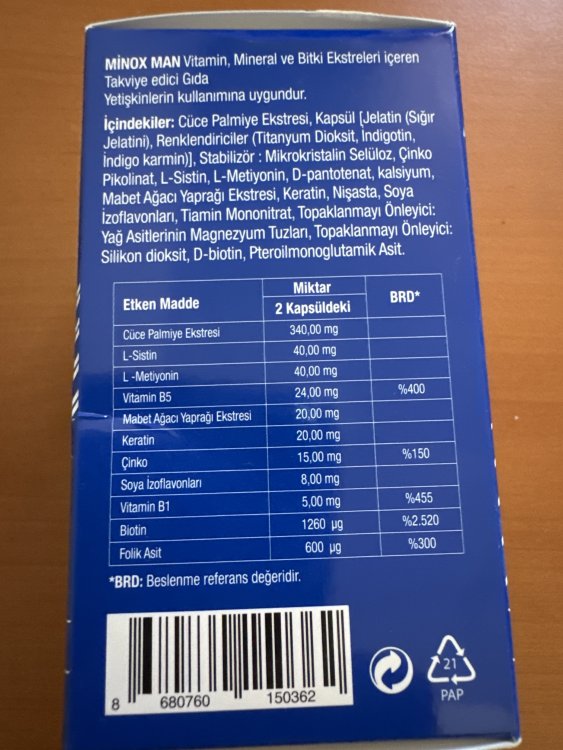 MİNOX MAN Vitamin, Mineral ve Bitki Ekstreleri içeren
Takviye edici Gıda
Yetişkinlerin kullanımına uygundur.
İçindekiler: Cüce Palmiye Ekstresi, Kapsül [Jelatin (Sığır
Jelatini), Renklendiriciler (Titanyum Dioksit, Indigotin,
İndigo karmin)], Stabilizör : Mikrokristalin Selüloz, Çinko
Pikolinat, L-Sistin, L-Metiyonin, D-pantotenat, kalsiyum,
Mabet Ağacı Yaprağı Ekstresi, Keratin, Nişasta, Soya
İzoflavonları, Tiamin Mononitrat, Topaklanmayı Önleyici:
Yağ Asitlerinin Magnezyum Tuzları, Topaklanmayı Önleyici:
Silikon dioksit, D-biotin, Pteroilmonoglutamik Asit.
Etken Madde Miktar 2 Kapsüldeki BRD*
Cüce Palmiye Ekstresi 340,00 mg
L-Sistin 40,00 mg
L -Metiyonin 40,00 mg
Vitamin B5 24,00 mg %400
Mabet Ağacı Yaprağı Ekstresi 20,00 mg
Keratin 20,00 mg
Çinko 15,00 mg %150
Soya İzoflavonları 8,00 mg
Vitamin B1 5,00 mg %455
Biotin 1260 µg %2.520
Folik Asit 600 µg %300
*BRD: Beslenme referans değeridir.
8 680760 150362
21
PAP